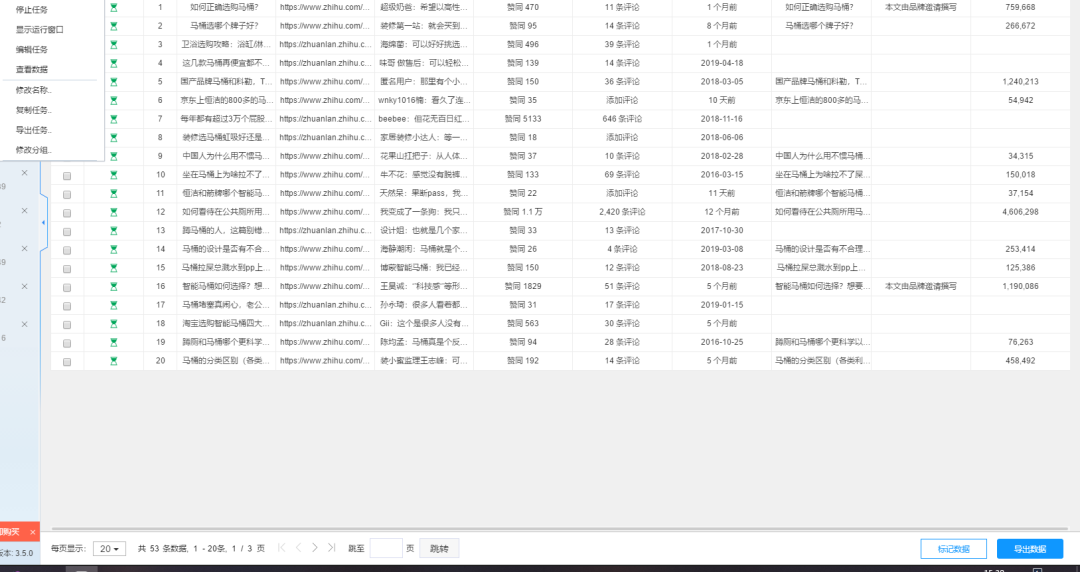 停止任务
显示运行窗口
编辑任务
查看数据
修改名称..
复制任务..
导出任务..
修改分组..
1 如何正确选购马桶? https://www.zhihu.com/... 超级奶爸:希望以高性... 赞同 470 11 条评论 1 个月前 如何正确选购马桶? 本文由品牌邀请撰写 759,668
2 马桶选哪个牌子好? https://www.zhihu.com/... 装修第一站:就会买到... 赞同 95 14 条评论 8 个月前 马桶选哪个牌子好? 266,672
3 卫浴选购攻略:浴缸/淋... https://zhuanlan.zhihu.c... 海绵菌:可以好好挑选... 赞同 496 39 条评论 1 个月前
4 这几款马桶再便宜都不... https://zhuanlan.zhihu.c... 味哥 做售后:可以轻松... 赞同 139 14 条评论 2019-04-18
5 国产品牌马桶和科勒,T... https://www.zhihu.com/... 匿名用户:那里有个小... 赞同 150 36 条评论 2018-03-05 国产品牌马桶和科勒,T... 1,240,213
6 京东上恒洁的800多的马... https://www.zhihu.com/... wnky1016楠:看久了连... 赞同 35 添加评论 10 天前 京东上恒洁的800多的马... 54,942
7 每年都有超过3万个屁股... https://zhuanlan.zhihu.c... beebee:但花无百日红... 赞同 5133 646 条评论 2018-11-16
8 装修选马桶虹吸好还是... https://zhuanlan.zhihu.c... 家居装修小达人:等一... 赞同 18 添加评论 2018-06-06
9 中国人为什么用不惯马... https://www.zhihu.com/... 花果山扛把子:从人体... 赞同 37 10 条评论 2018-02-28 中国人为什么用不惯马桶... 34,315
10 坐在马桶上为啥拉不了... https://www.zhihu.com/... 牛不花:感觉没有脱裤... 赞同 133 69 条评论 2016-03-15 坐在马桶上为啥拉不了屎... 150,018
11 恒洁和箭牌哪个智能马... https://www.zhihu.com/... 天然呆:果断pass,我... 赞同 22 添加评论 11 天前 恒洁和箭牌哪个智能马桶... 37,154
12 如何看待在公共厕所用... https://www.zhihu.com/... 我变成了一条狗:我只... 赞同 1.1 万 2,420 条评论 12 个月前 如何看待在公共厕所用马... 4,606,298
13 蹲马桶的人,这篇别错... https://zhuanlan.zhihu.c... 设计姐:也就是几个家... 赞同 33 13 条评论 2017-10-30
14 马桶的设计是否有不合... https://www.zhihu.com/... 海静潮闲:马桶就是个... 赞同 26 4 条评论 2019-03-08 马桶的设计是否有不合理... 253,414
15 马桶拉屎总溅水到pp上... https://www.zhihu.com/... 博取智能马桶:我已经... 赞同 150 12 条评论 2018-08-23 马桶拉屎总溅水到pp上... 125,386
16 智能马桶如何选择?想... https://www.zhihu.com/... 王昊诚:“科技感”等形... 赞同 1829 51 条评论 5 个月前 智能马桶如何选择?想要... 本文由品牌邀请撰写 1,190,086
17 马桶堵塞真闹心,老公... https://zhuanlan.zhihu.c... 孙永琦:很多人看卷都... 赞同 31 17 条评论 2019-01-15
18 淘宝选购智能马桶四大... https://zhuanlan.zhihu.c... Gii:这个是很多人没有... 赞同 563 30 条评论 5 个月前
19 蹲厕和马桶哪个更科学... https://www.zhihu.com/... 陈均孟:马桶真是个反... 赞同 94 28 条评论 2016-10-25 蹲厕和马桶哪个更科学以... 76,263
20 马桶的分类区别(各类... https://www.zhihu.com/... 装小蜜监理王志峰:可... 赞同 192 14 条评论 5 个月前 马桶的分类区别(各类利... 458,492
购买 ×
版本: 3.5.0
每页显示: 20 共 53 条数据, 1 - 20条, 1 / 3 页 跳至 页 跳转 标记数据 导出数据